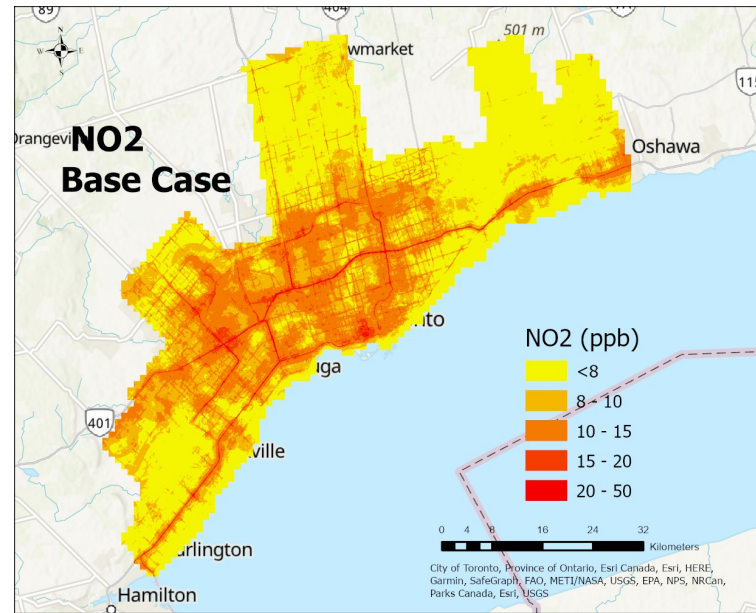 89
404
501 m
wmarket
N
W
E
S
115
Orangevil
NO2
Base Case
Oshawa
nto
NO2 (ppb)
<8
8 - 10
10 - 15
15 - 20
20 - 50
uga
401
ville
urlington
Hamilton
0 4 8 16 24 32
Kilometers
City of Toronto, Province of Ontario, Esri Canada, Esri, HERE,
Garmin, SafeGraph, FAO, METI/NASA, USGS, EPA, NPS, NRCan,
Parks Canada, Esri, USGS